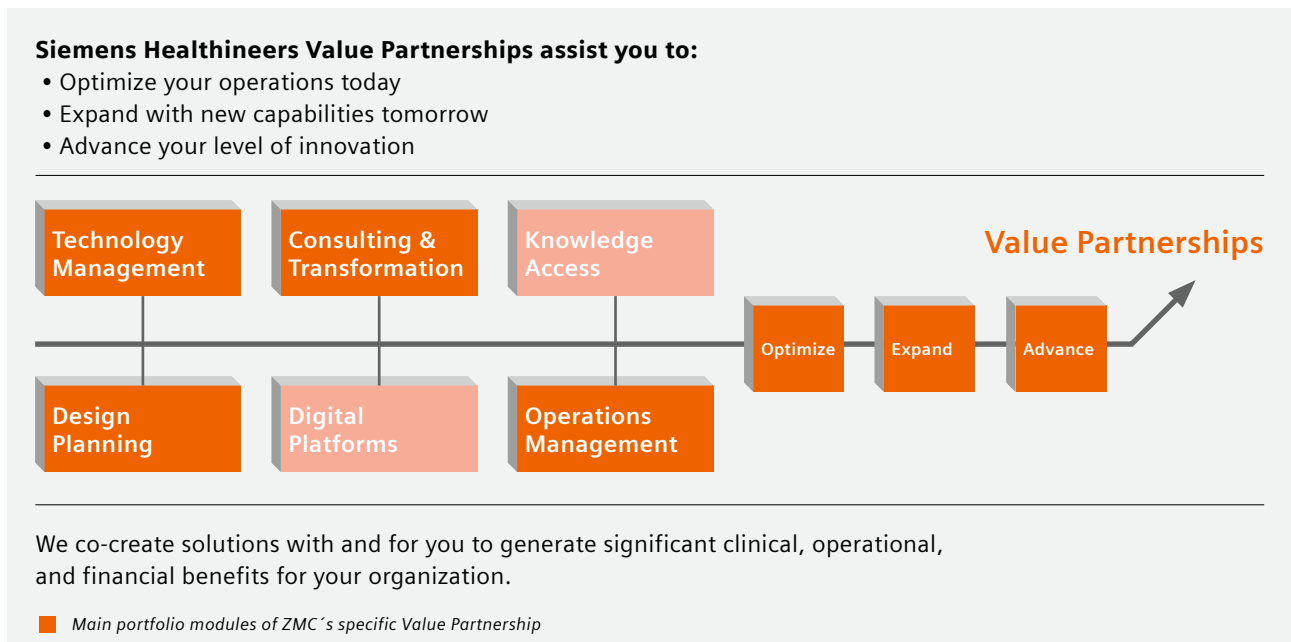 Siemens Healthineers Value Partnerships assist you to:
• Optimize your operations today
• Expand with new capabilities tomorrow
• Advance your level of innovation
Technology
Management
Consulting &
Transformation
Knowledge
Access
Value Partnerships
Optimize
Expand
Advance
Design
Planning
Digital
Platforms
Operations
Management
We co-create solutions with and for you to generate significant clinical, operational,
and financial benefits for your organization.
Main portfolio modules of ZMC´s specific Value Partnership